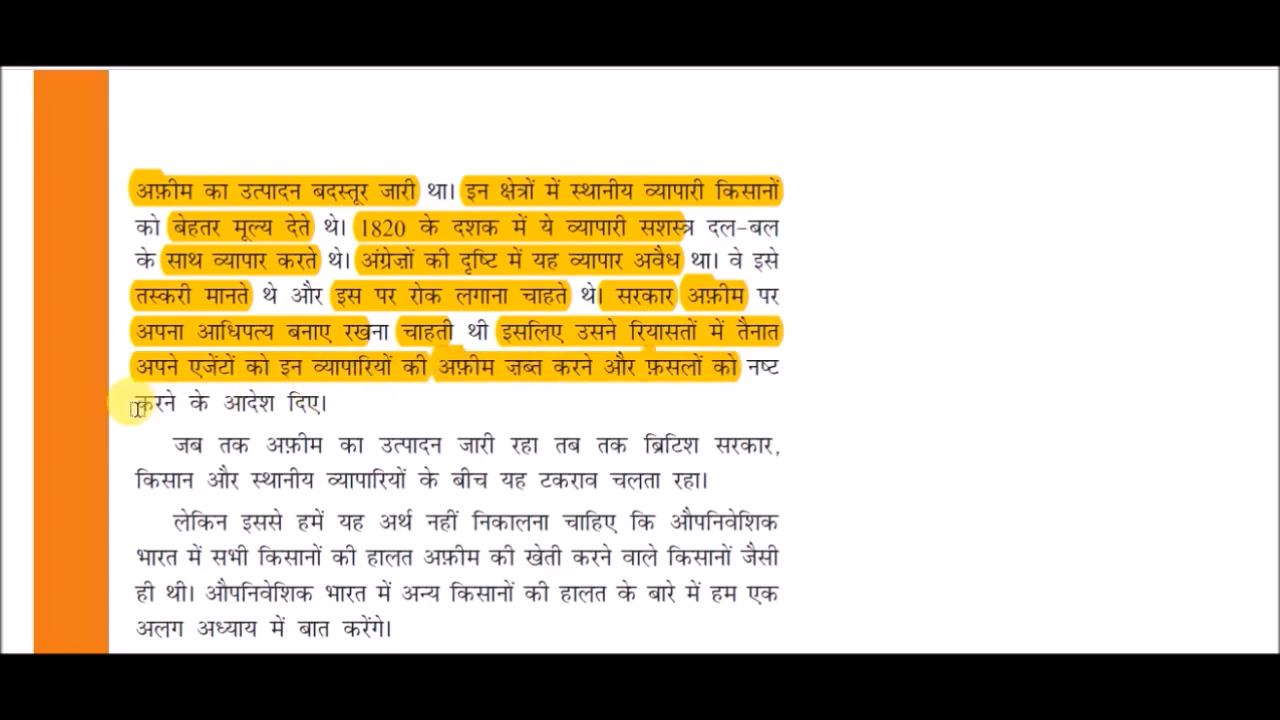 अफ़ीम का उत्पादन बदस्तूर जारी था। इन क्षेत्रों में स्थानीय व्यापारी किसानों
को बेहतर मूल्य देते थे। 1820 के दशक में ये व्यापारी सशस्त्र दल-बल
के साथ व्यापार करते थे। अंग्रेज़ों की दृष्टि में यह व्यापार अवैध था। वे इसे
तस्करी मानते थे और इस पर रोक लगाना चाहते थे। सरकार अफ़ीम पर
अपना आधिपत्य बनाए रखना चाहती थी इसलिए उसने रियासतों में तैनात
अपने एजेंटों को इन व्यापारियों की अफ़ीम ज़ब्त करने और फ़सलों को नष्ट
करने के आदेश दिए।
जब तक अफ़ीम का उत्पादन जारी रहा तब तक ब्रिटिश सरकार,
किसान और स्थानीय व्यापारियों के बीच यह टकराव चलता रहा।
लेकिन इससे हमें यह अर्थ नहीं निकालना चाहिए कि औपनिवेशिक
भारत में सभी किसानों की हालत अफ़ीम की खेती करने वाले किसानों जैसी
ही थी। औपनिवेशिक भारत में अन्य किसानों की हालत के बारे में हम एक
अलग अध्याय में बात करेंगे।